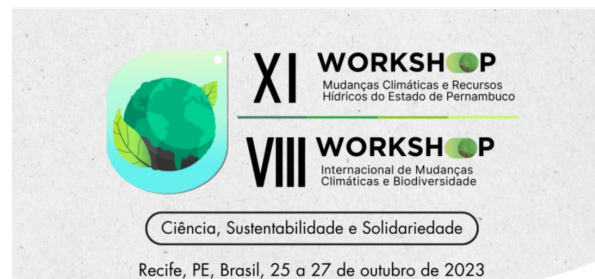 XI WORKSHOP
Mudanças Climáticas e Recursos
Hídricos do Estado de Pernambuco
VIII WORKSHOP
Internacional de Mudanças
Climáticas e Biodiversidade
Ciência, Sustentabilidade e Solidariedade
Recife, PE, Brasil, 25 a 27 de outubro de 2023